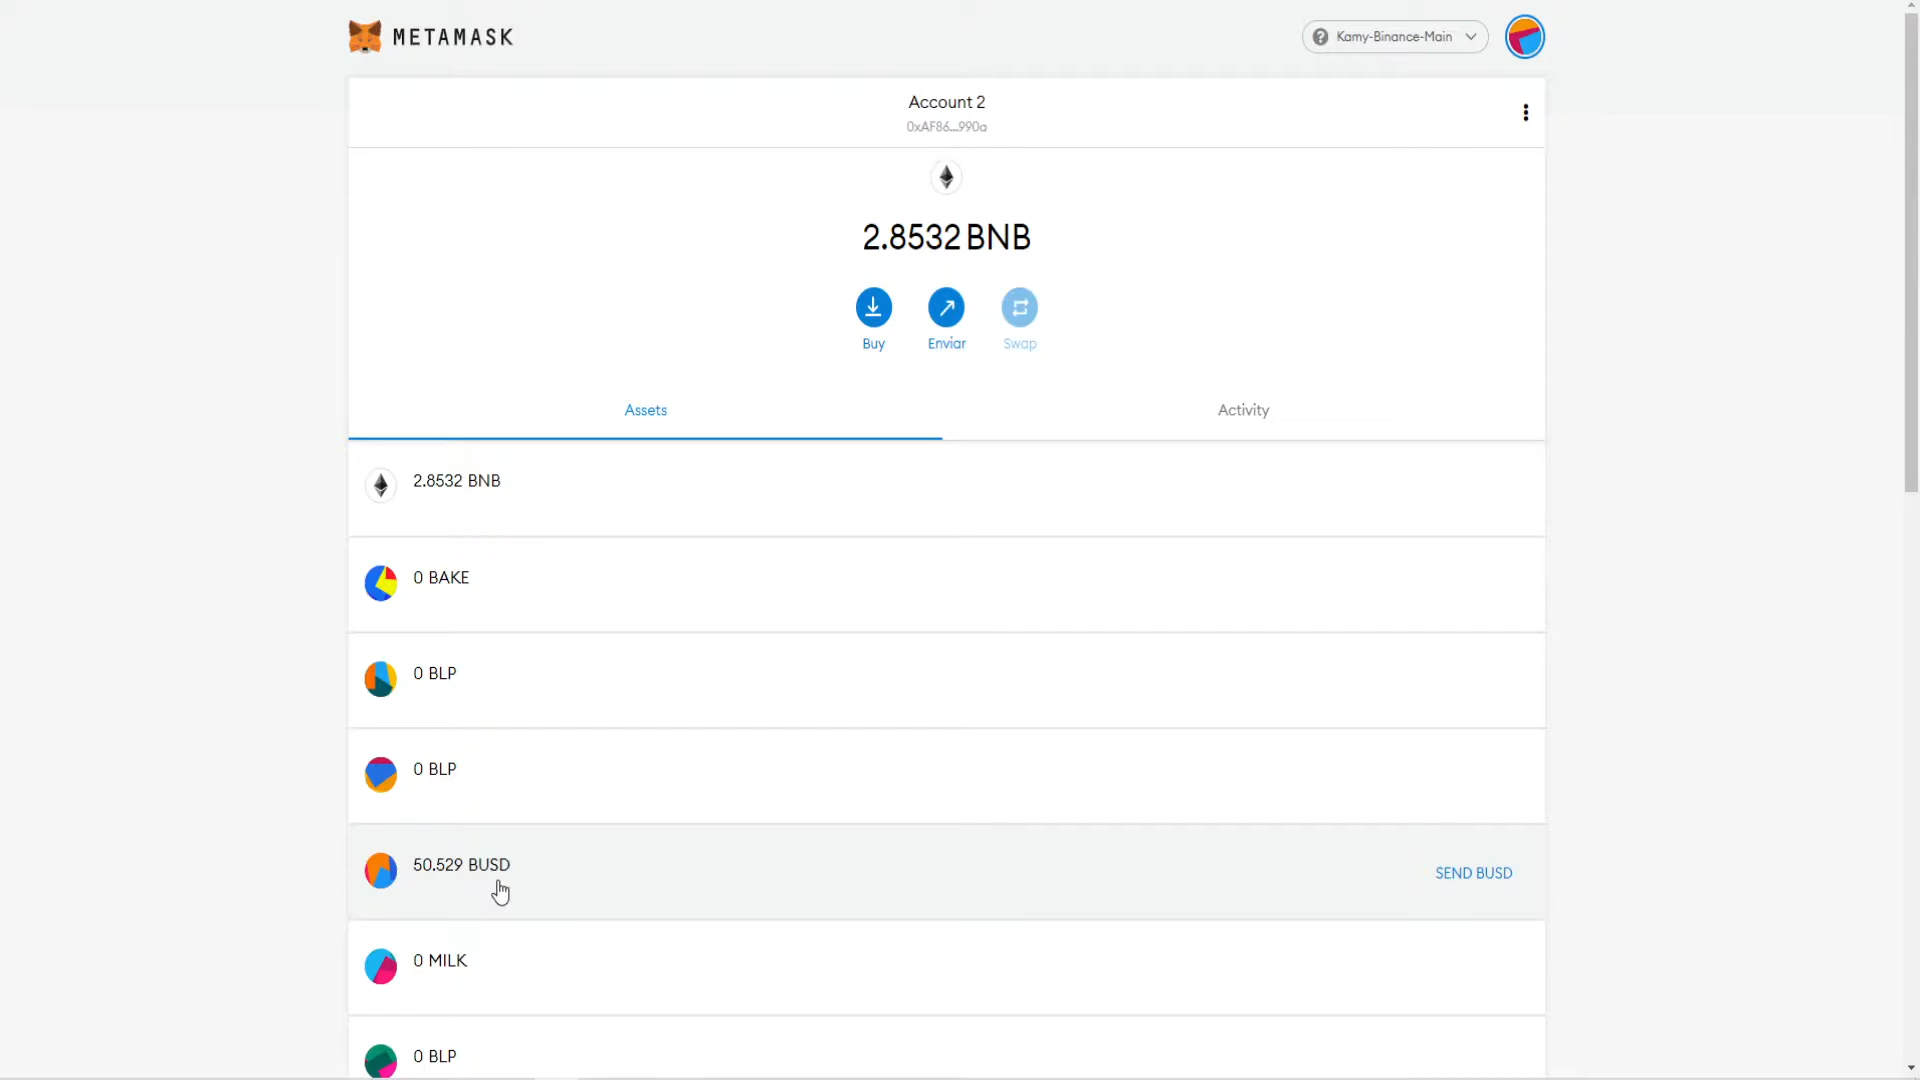 METAMASK
Kamy-Binance-Main
Account 2
0xAF86...990a
2.8532 BNB
Buy
Enviar
Swap
Assets
Activity
2.8532 BNB
0 BAKE
0 BLP
0 BLP
50.529 BUSD
SEND BUSD
0 MILK
0 BLP